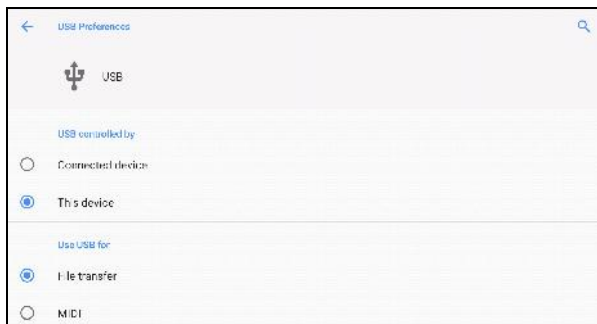 USB Preferences
USB
USB controlled by
Connected device
This device
Use USB for
File transfer
MIDI